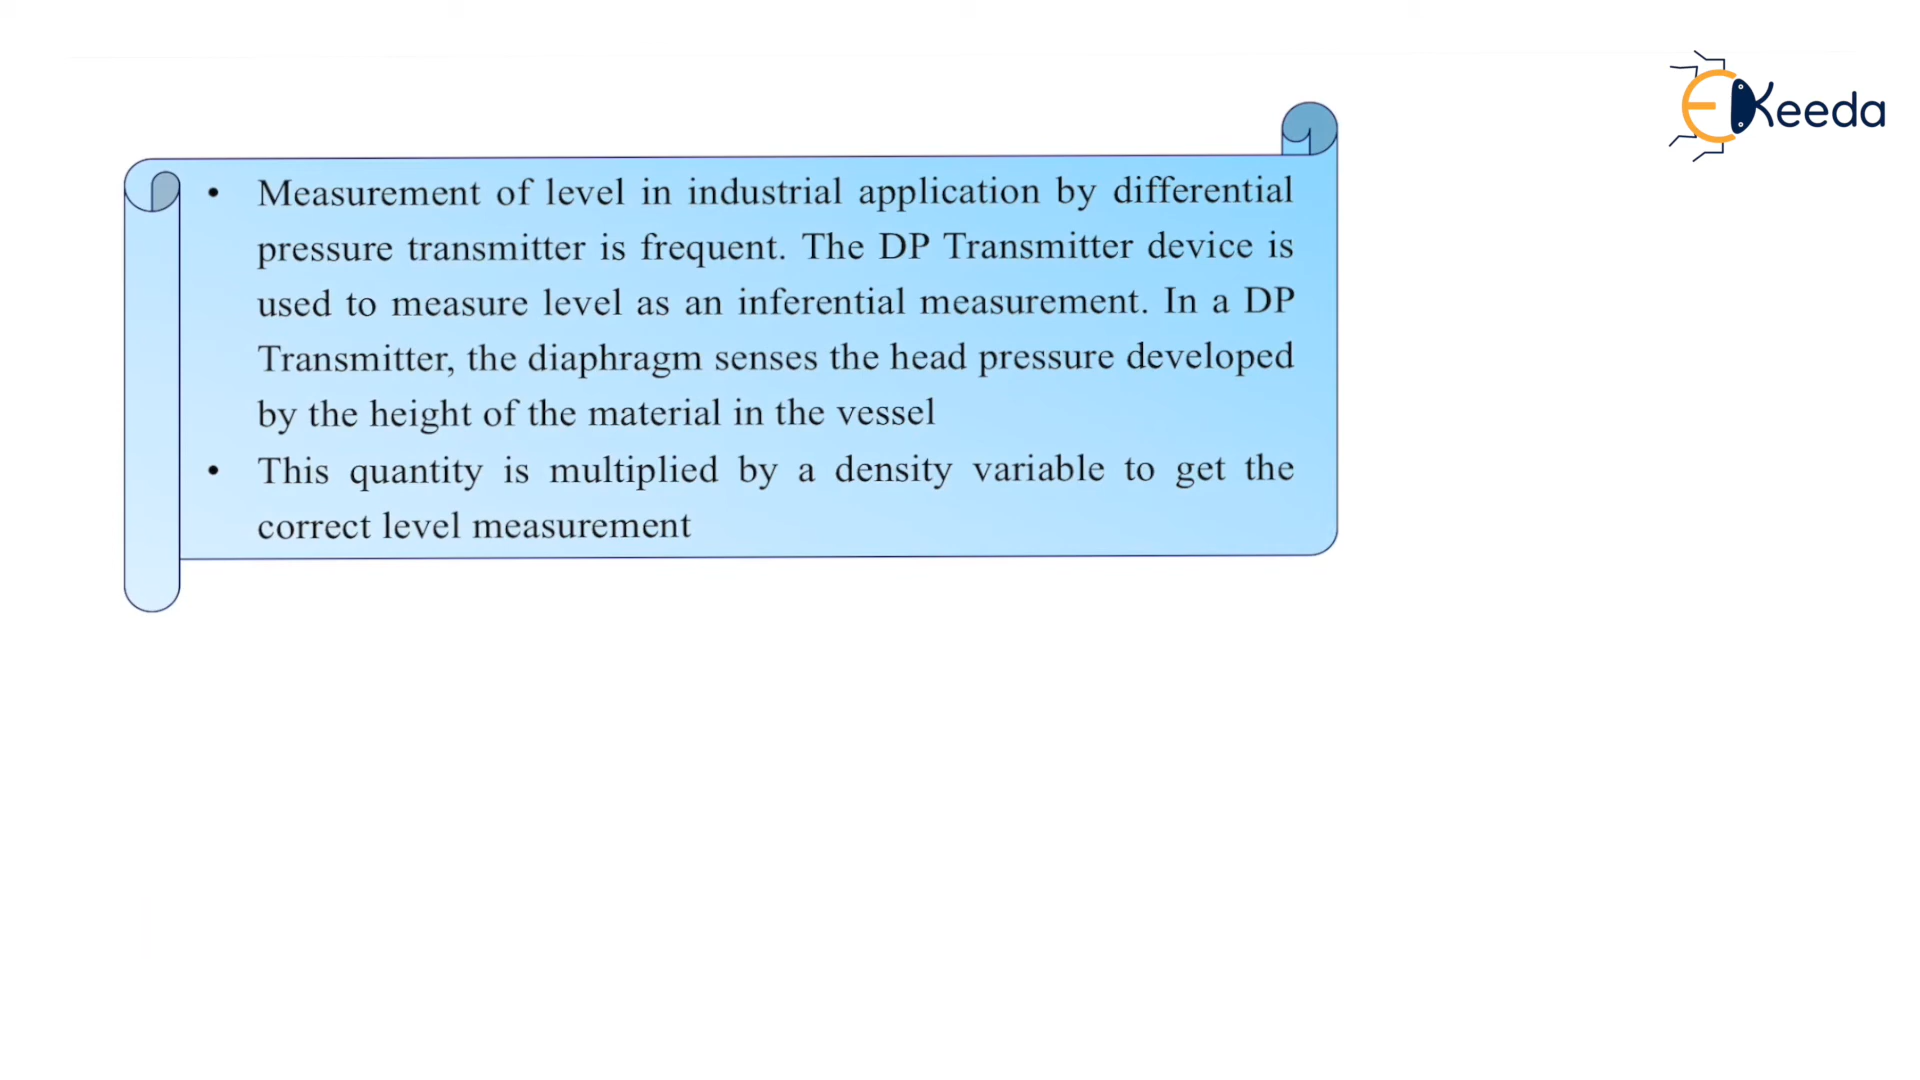 EKeeda
• Measurement of level in industrial application by differential
pressure transmitter is frequent. The DP Transmitter device is
used to measure level as an inferential measurement. In a DP
Transmitter, the diaphragm senses the head pressure developed
by the height of the material in the vessel
• This quantity is multiplied by a density variable to get the
correct level measurement